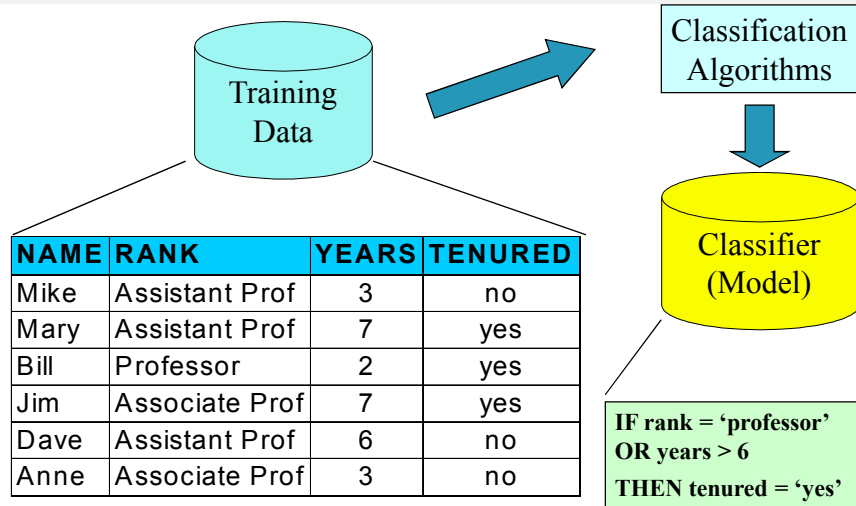 Training
Data
Classification
Algorithms
Classifier
(Model)
NAME RANK YEARS TENURED
Mike Assistant Prof 3 no
Mary Assistant Prof 7 yes
Bill Professor 2 yes
Jim Associate Prof 7 yes
Dave Assistant Prof 6 no
Anne Associate Prof 3 no
IF rank = ‘professor’
OR years > 6
THEN tenured = ‘yes’